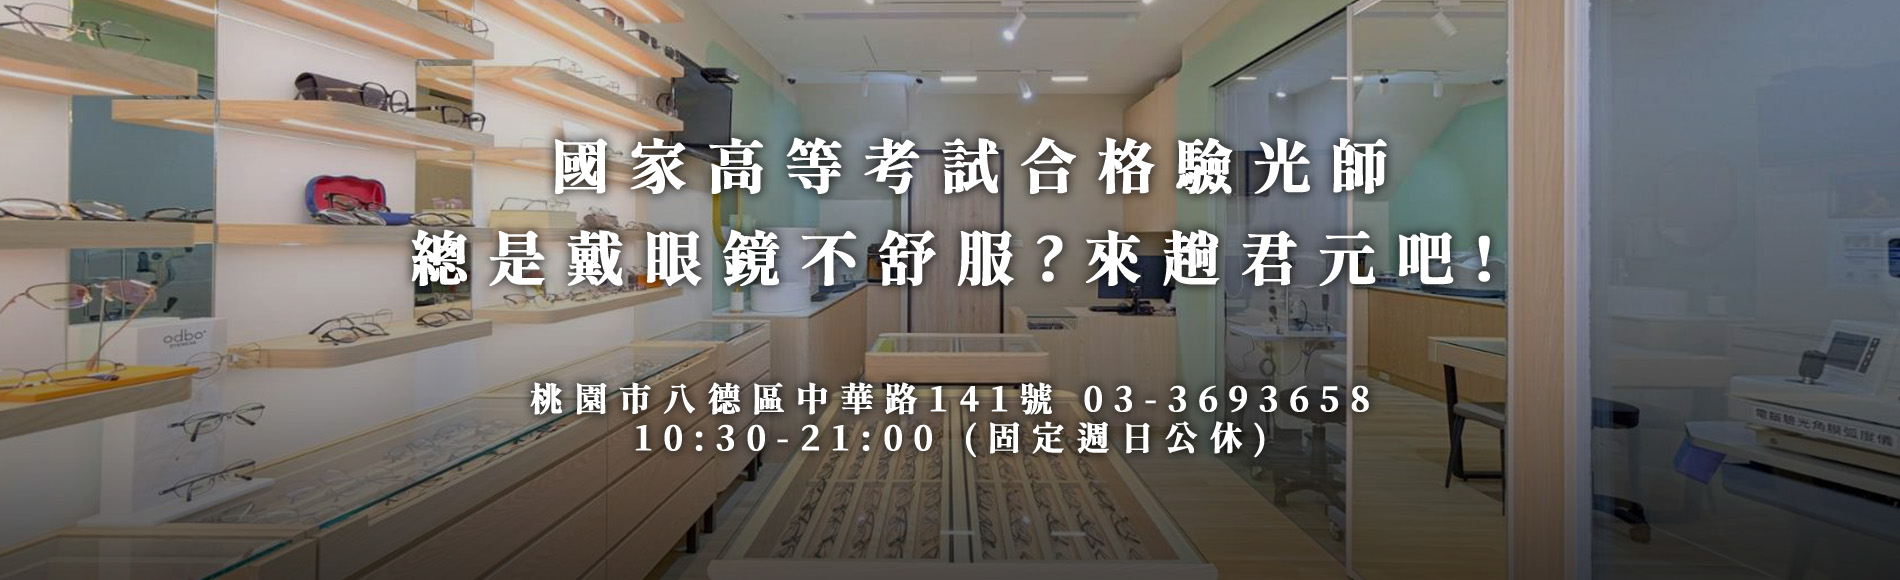 國家高等考試合格驗光師
總是戴眼鏡不舒服?來趙君元吧!
桃園市八德區中華路141號 03-3693658
10:30-21:00 (固定週日公休)
odbo
EYEWEAR
電腦驗光角膜弧度儀